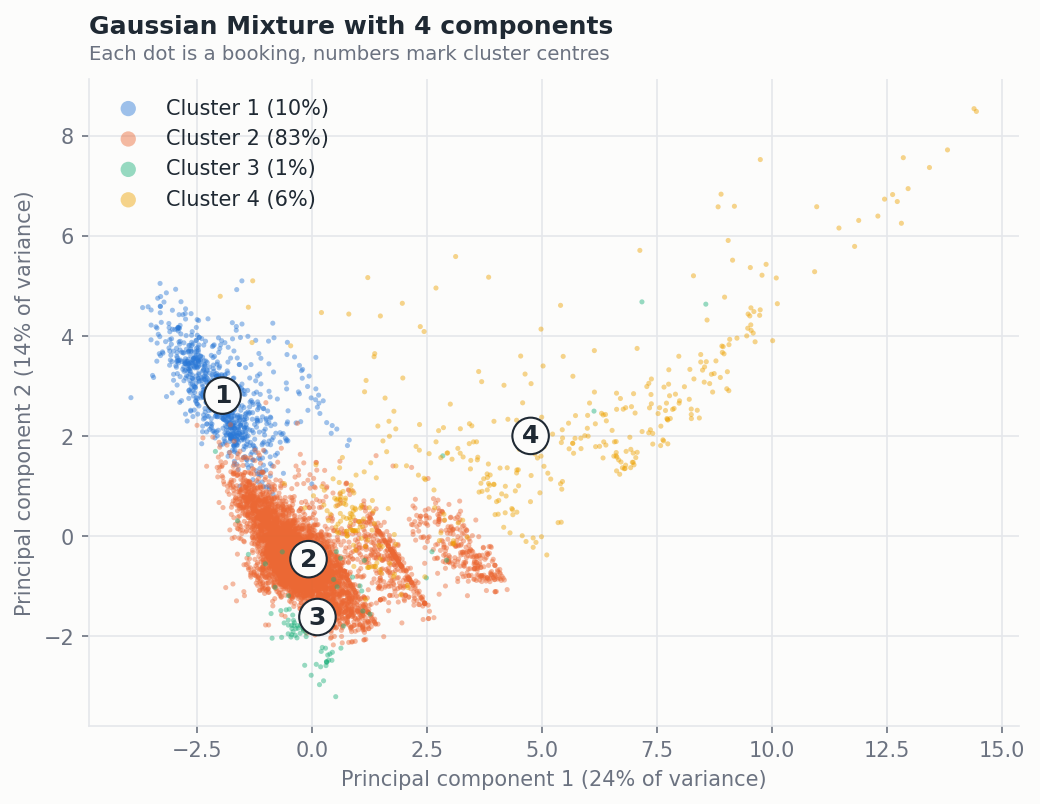 Gaussian Mixture with 4 components
Each dot is a booking, numbers mark cluster centres
Cluster 1 (10%)
Cluster 2 (83%)
Cluster 3 (1%)
Cluster 4 (6%)
Principal component 2 (14% of variance)
8
6
4
2
0
−2
1
4
2
3
−2.5
0.0
2.5
5.0
7.5
10.0
12.5
15.0
Principal component 1 (24% of variance)